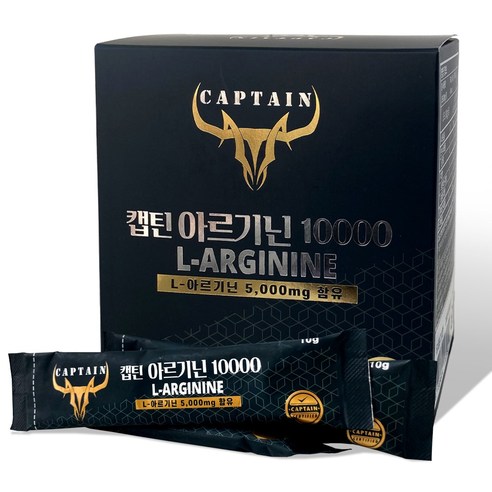 CAPTAIN
캡틴 아르기닌 10000
L-ARGININE
L-아르기닌 5,000mg 함유
10g
10g
CAPTAIN
캡틴 아르기닌 10000
L-ARGININE
L-아르기닌 5,000mg 함유
CAPTAIN
CERTIFIED